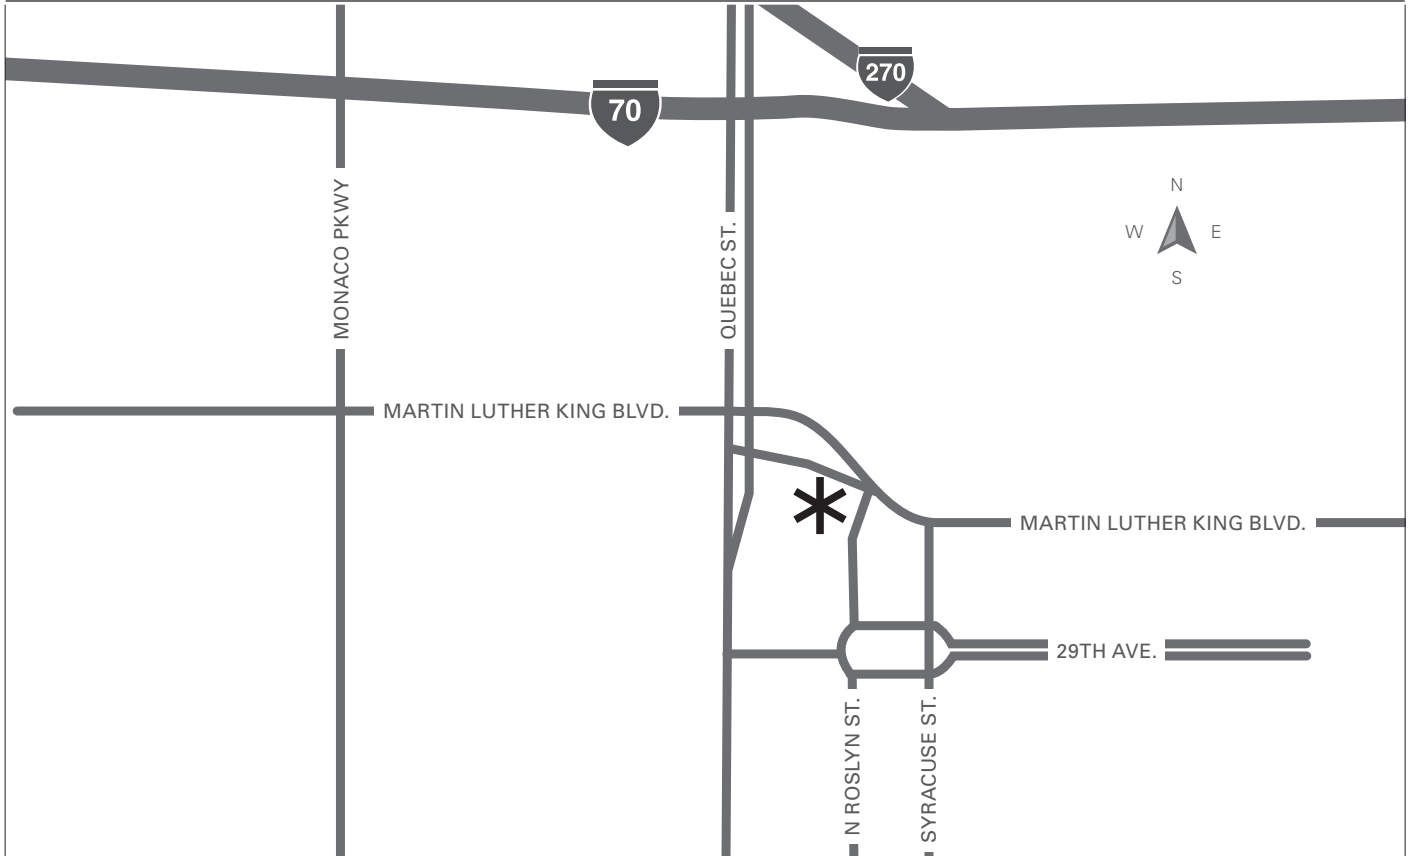 270
70
N
W
E
S
MONACO PKWY
QUEBEC ST.
MARTIN LUTHER KING BLVD.
MARTIN LUTHER KING BLVD.
29TH AVE.
N ROSLYN ST.
SYRACUSE ST.